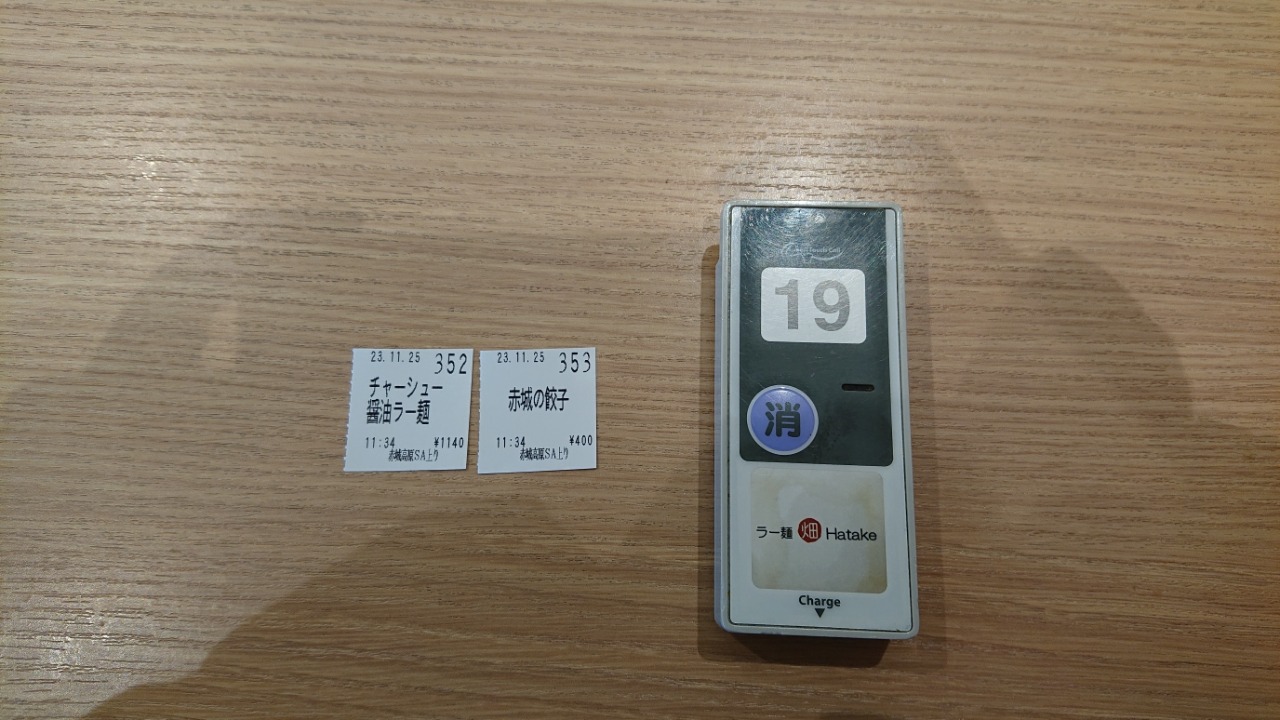 23.11.25 352
チャーシュー
醤油ラー麺
11:34 ¥1140
赤城高原SA上り
23.11.25 353
赤城の餃子
11:34 ¥400
赤城高原SA上り
19
消
ラー麺 畑 Hatake
Charge